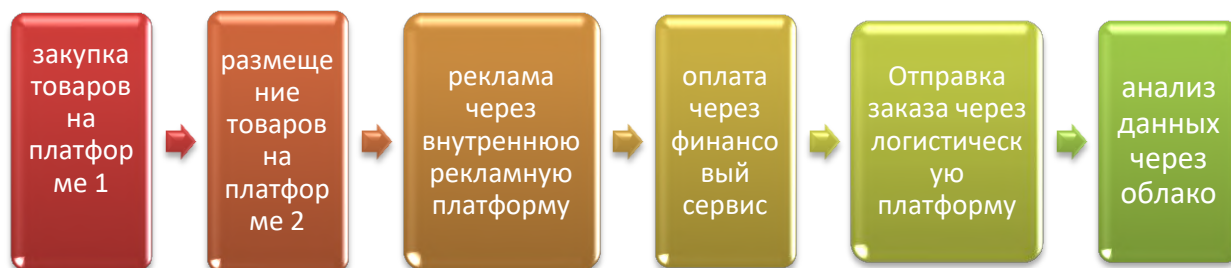 закупка
товаров
на
платфор
ме 1
размеще
ние
товаров
на
платфор
ме 2
реклама
через
внутреннюю
рекламную
платформу
оплата
через
финансо
вый
сервис
Отправка
заказа через
логистическ
ую
платформу
анализ
данных
через
облако